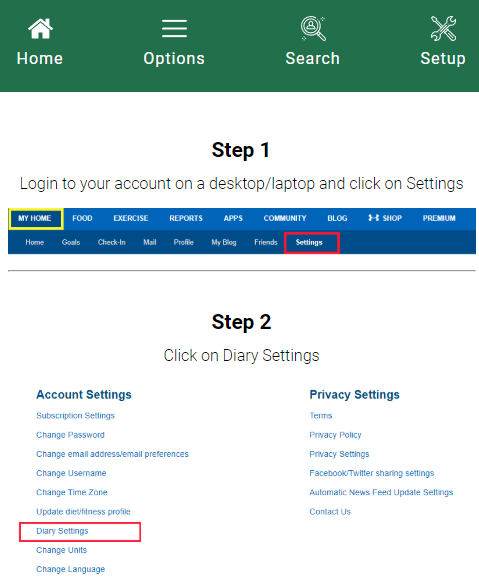 Home Options Search Setup
Step 1
Login to your account on a desktop/laptop and click on Settings
MY HOME FOOD EXERCISE REPORTS APPS COMMUNITY BLOG SHOP PREMIUM
Home Goals Check-In Mail Profile My Blog Friends Settings
Step 2
Click on Diary Settings
Account Settings
Subscription Settings
Change Password
Change email address/email preferences
Change Username
Change Time Zone
Update diet/fitness profile
Diary Settings
Change Units
Change Language
Privacy Settings
Terms
Privacy Policy
Privacy Settings
Facebook/Twitter sharing settings
Automatic News Feed Update Settings
Contact Us